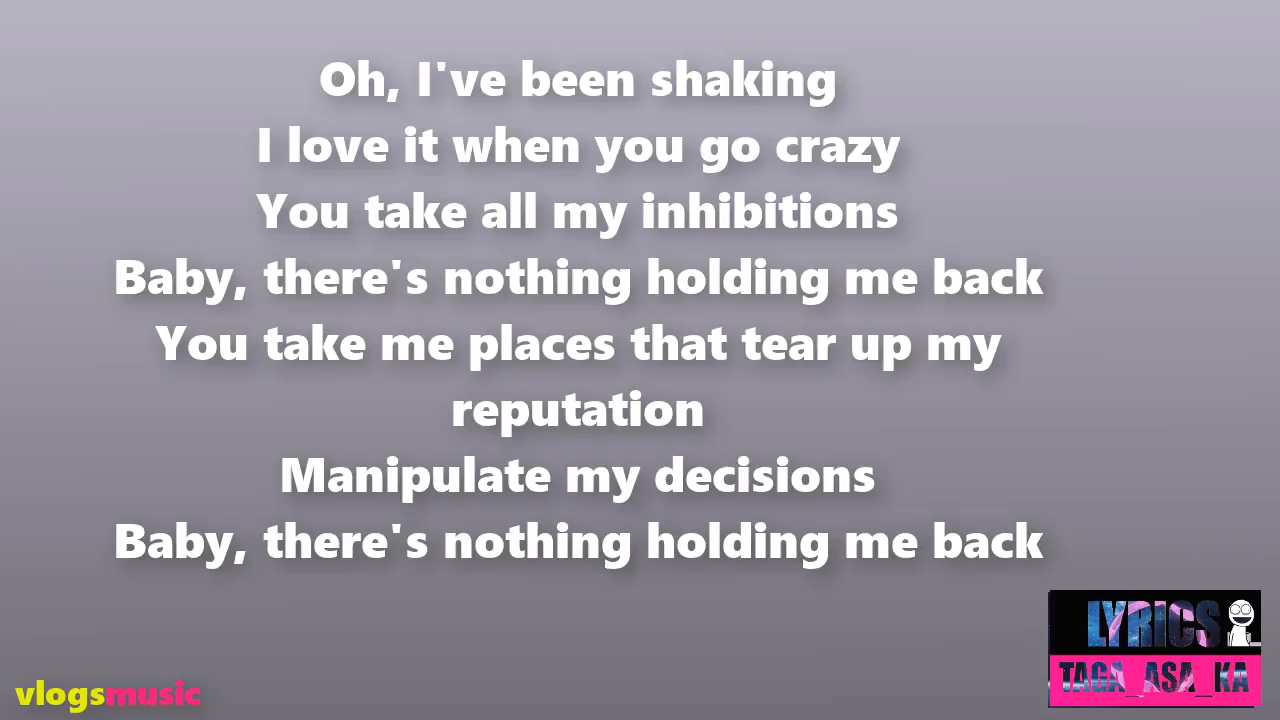 Oh, I've been shaking
I love it when you go crazy
You take all my inhibitions
Baby, there's nothing holding me back
You take me places that tear up my
reputation
Manipulate my decisions
Baby, there's nothing holding me back
LYRICS
TAGA_ASA_KA
vlogsmusic